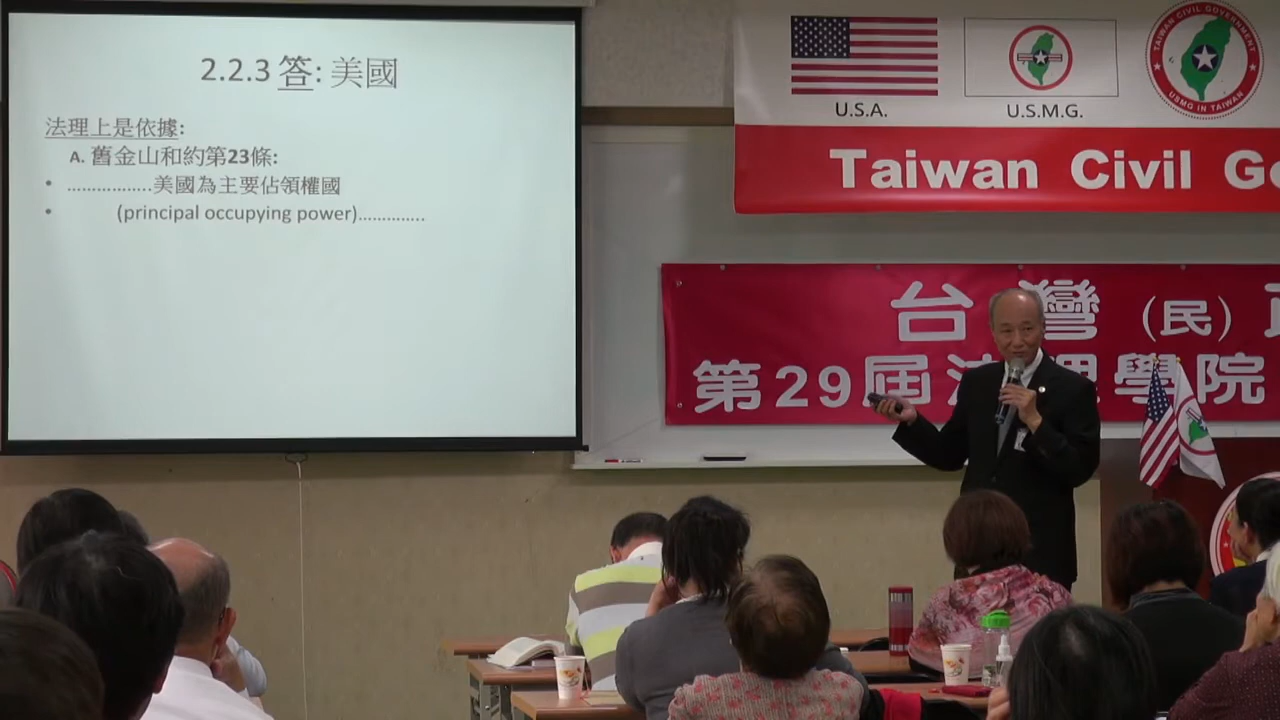 2.2.3 答: 美國
法理上是依據:
A. 舊金山和約第23條:
• ................美國為主要佔領權國
• (principal occupying power).............
U.S.A.
U.S.M.G.
TAIWAN CIVIL GOVERNMENT
USMG IN TAIWAN
Taiwan Civil Go
台灣（民）
第29屆法理學院